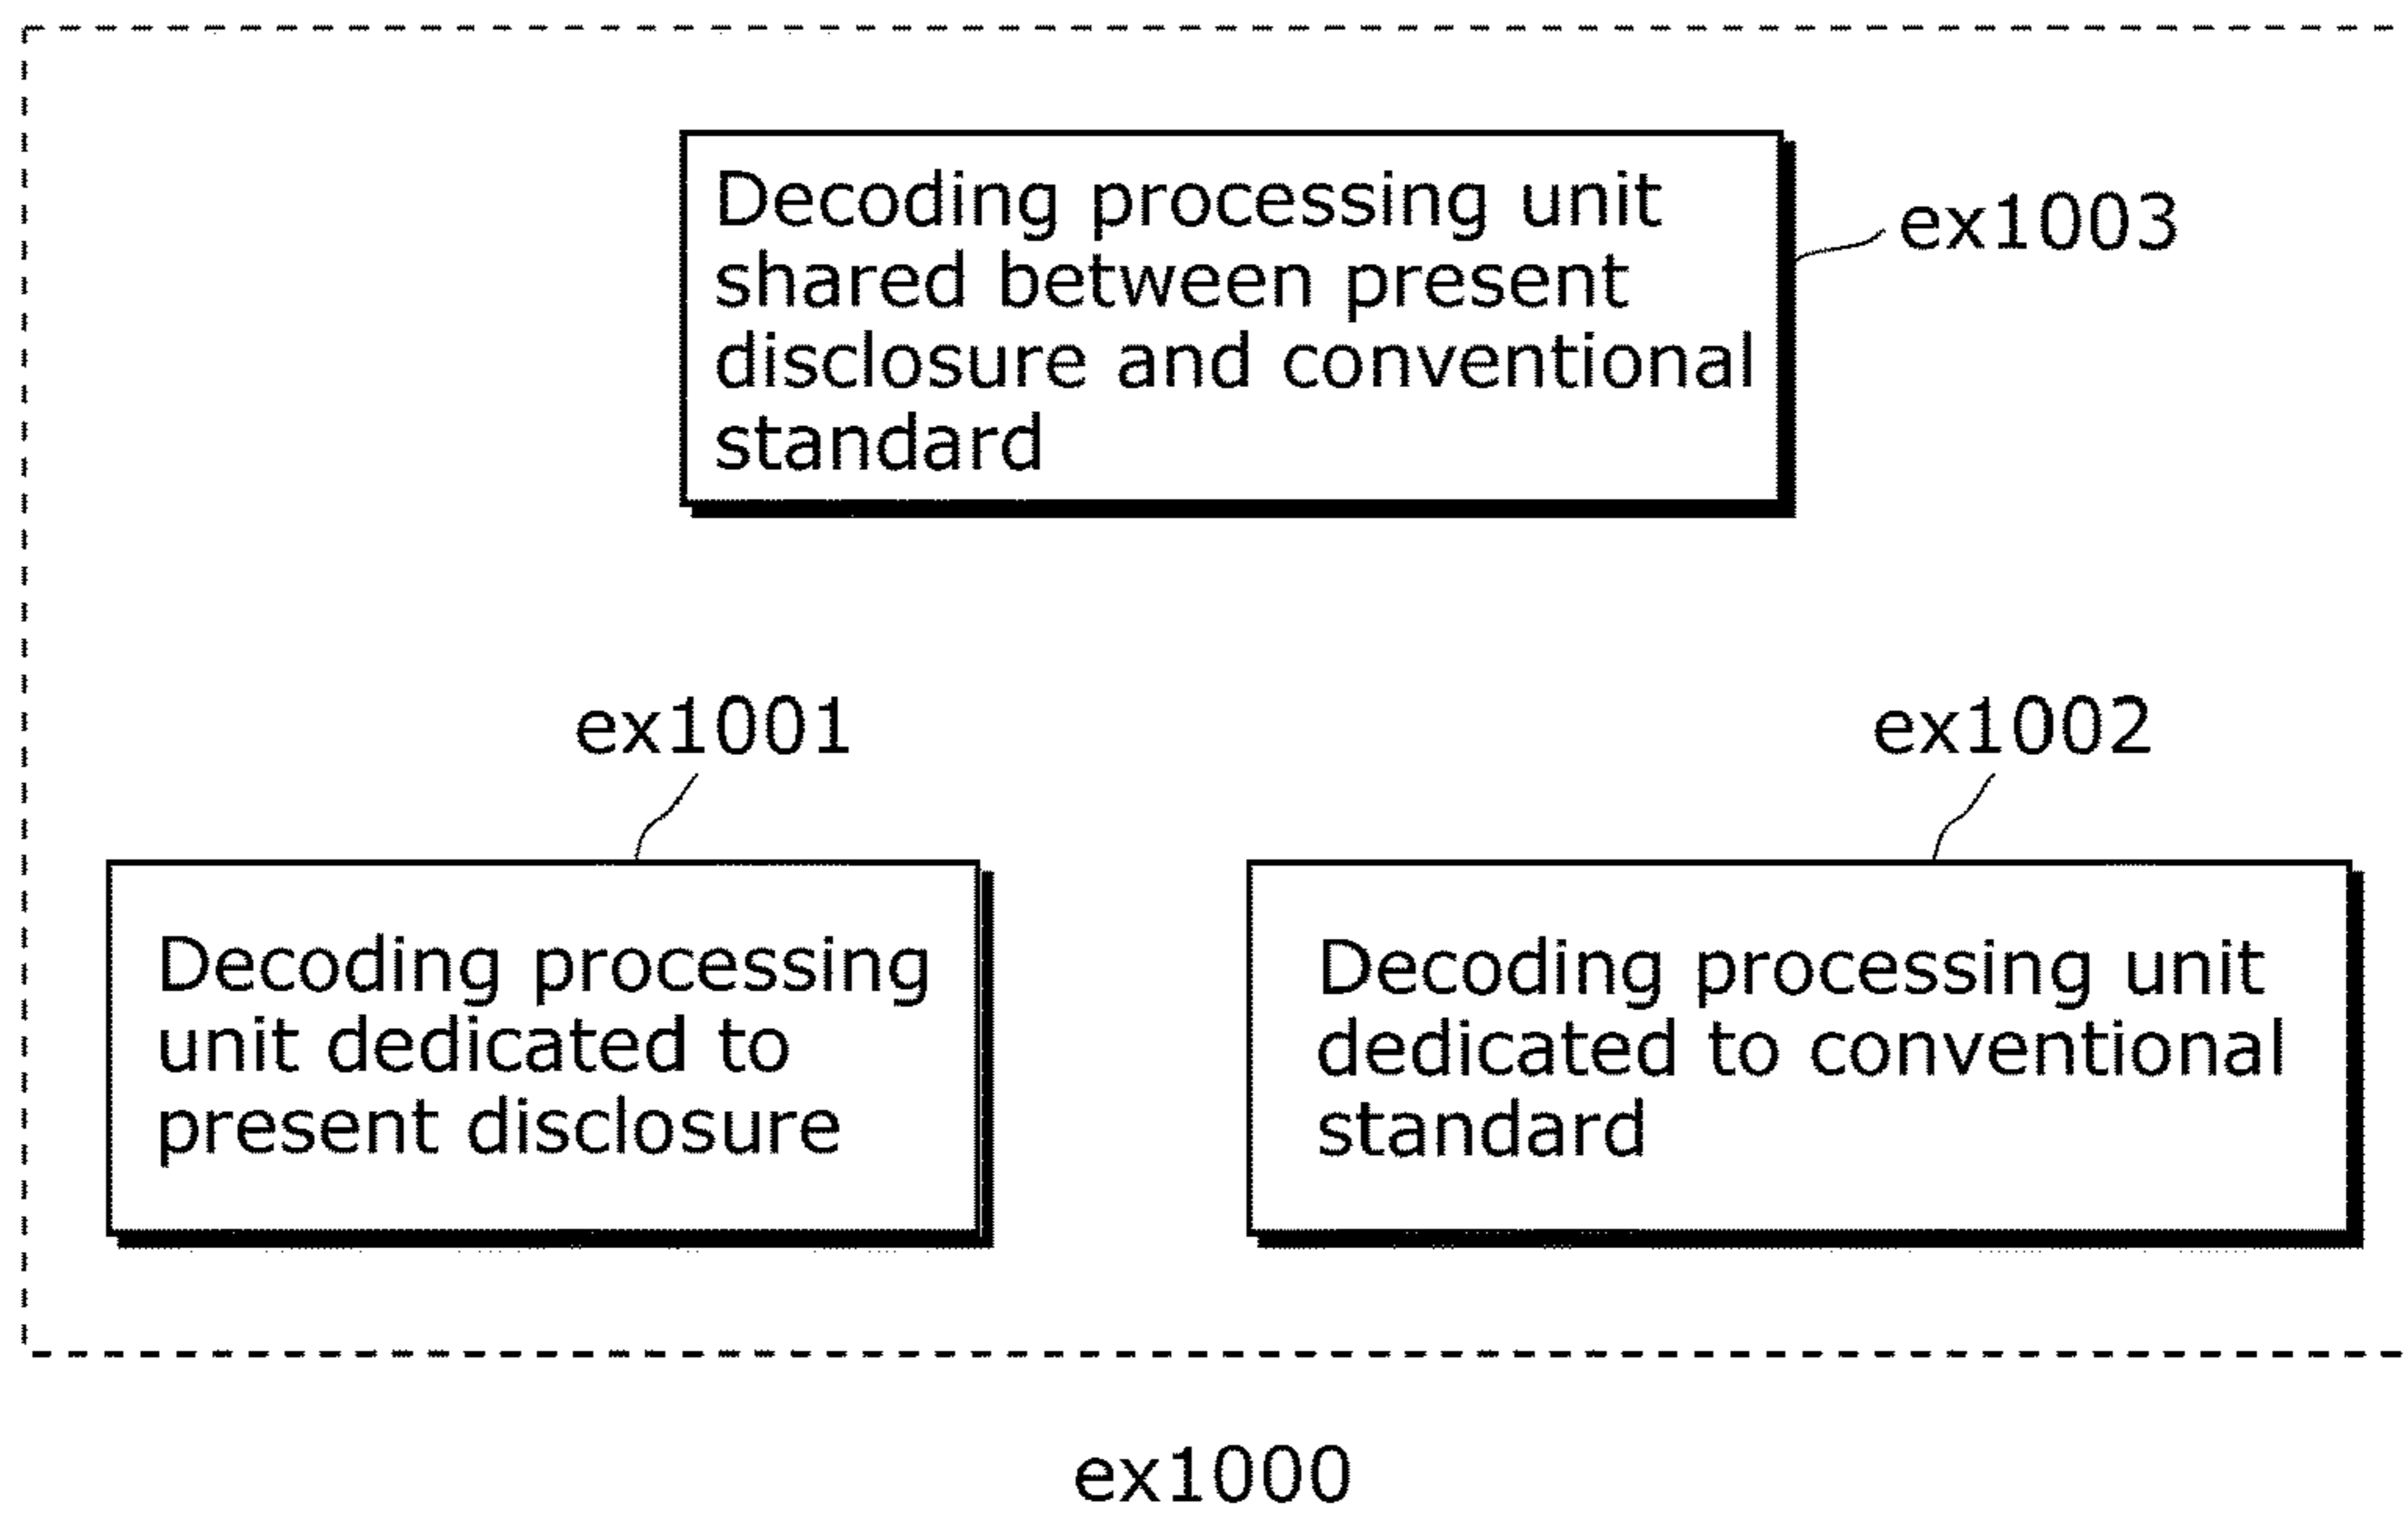 Decoding processing unit
shared between present
disclosure and conventional
standard
ex1003
ex1001
ex1002
Decoding processing
unit dedicated to
present disclosure
Decoding processing unit
dedicated to conventional
standard
ex1000